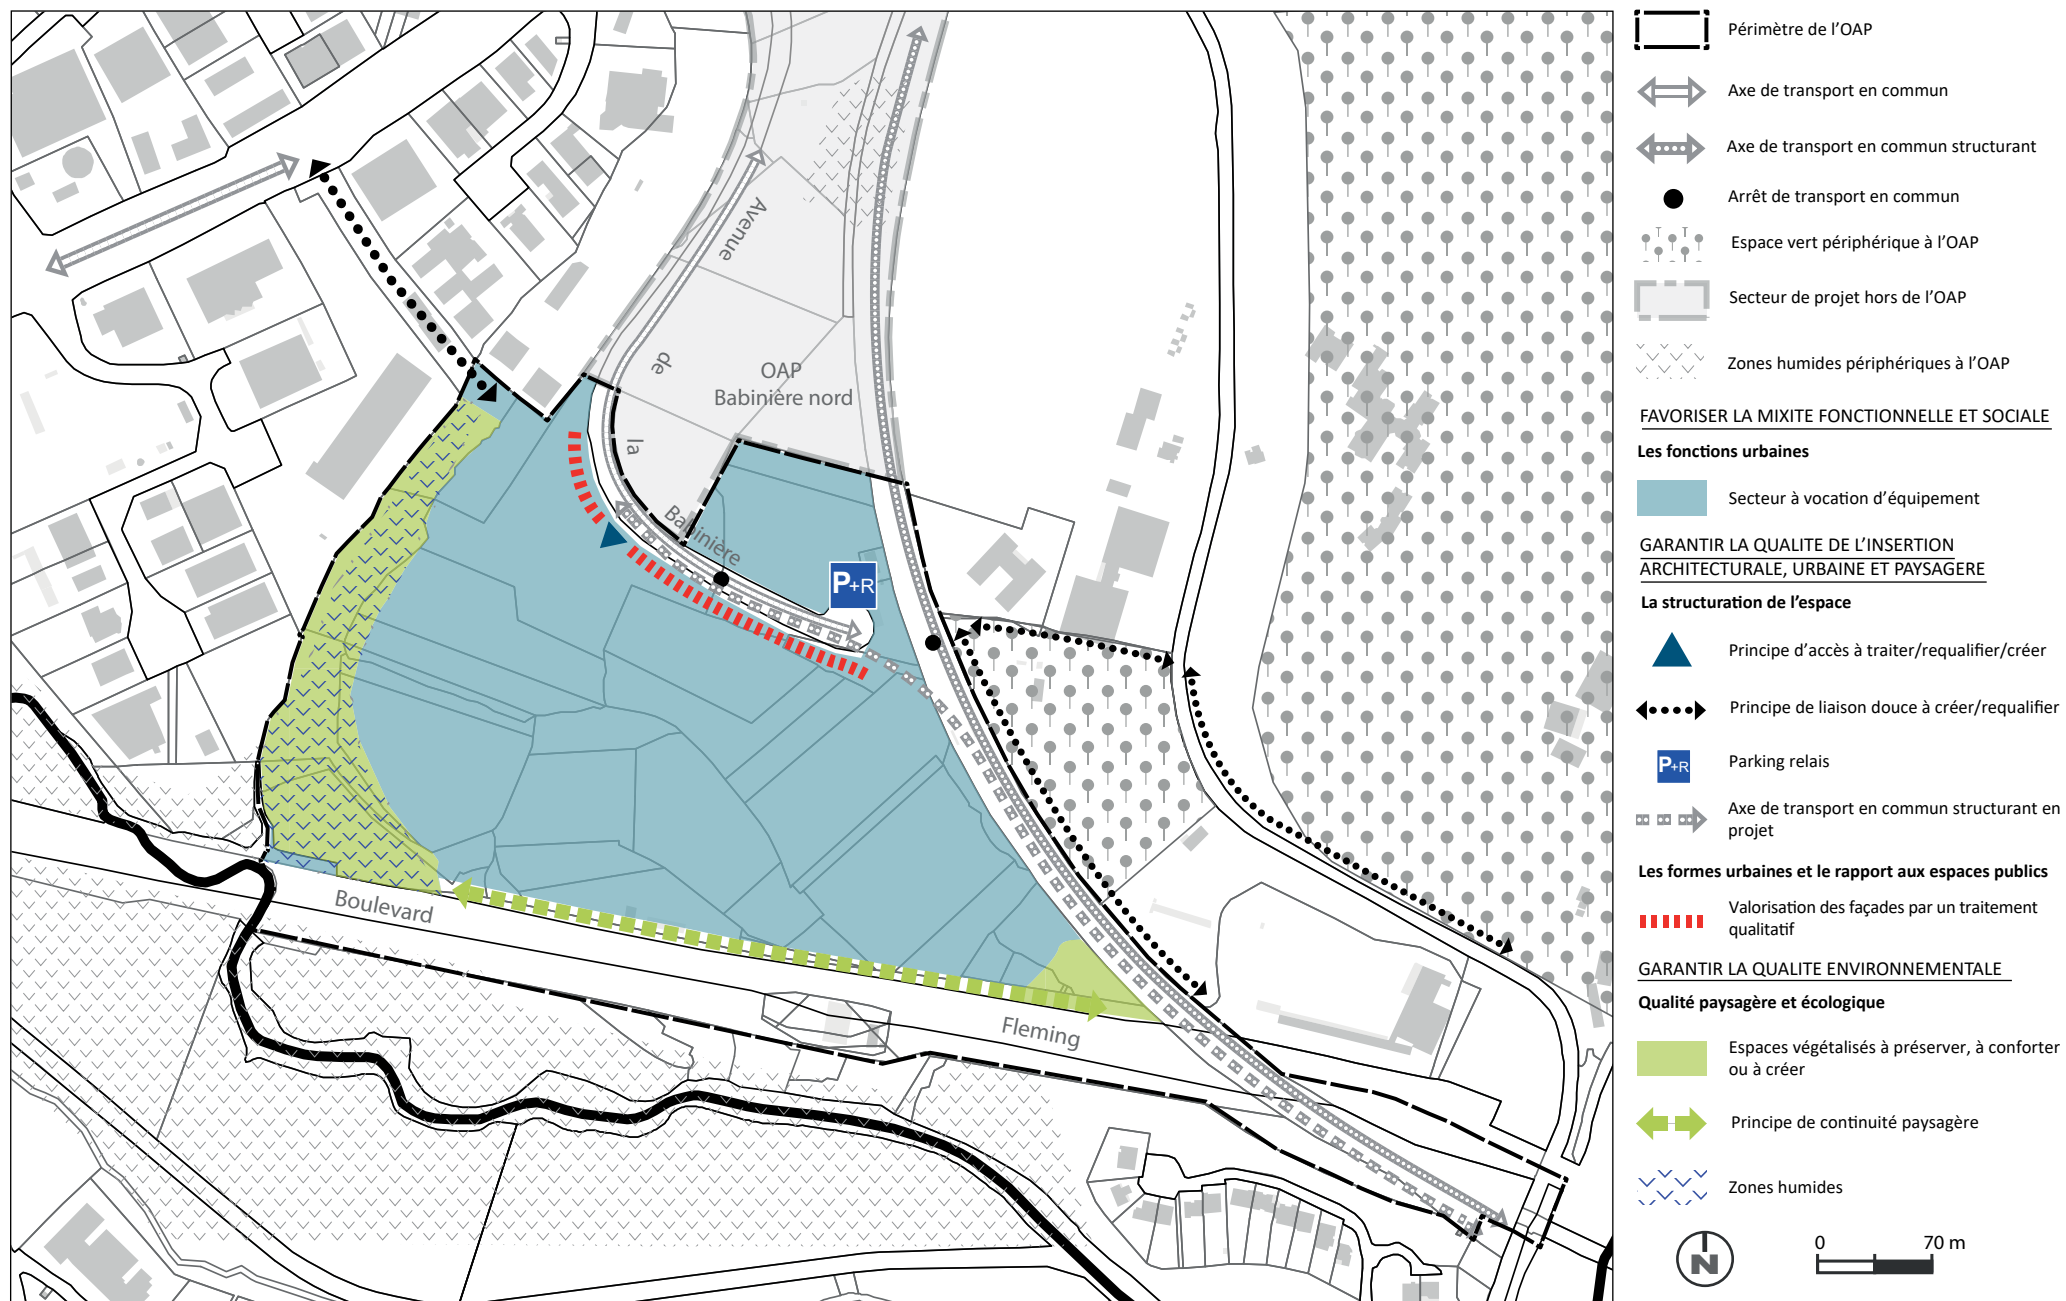 Avenue
de
la
Babinière
OAP
Babinière nord
P+R
Boulevard
Fleming
Périmètre de l'OAP
Axe de transport en commun
Axe de transport en commun structurant
Arrêt de transport en commun
Espace vert périphérique à l'OAP
Secteur de projet hors de l'OAP
Zones humides périphériques à l'OAP
FAVORISER LA MIXITE FONCTIONNELLE ET SOCIALE
Les fonctions urbaines
Secteur à vocation d'équipement
GARANTIR LA QUALITE DE L'INSERTION
ARCHITECTURALE, URBAINE ET PAYSAGERE
La structuration de l'espace
Principe d'accès à traiter/requalifier/créer
Principe de liaison douce à créer/requalifier
P+R
Parking relais
Axe de transport en commun structurant en
projet
Les formes urbaines et le rapport aux espaces publics
Valorisation des façades par un traitement
qualitatif
GARANTIR LA QUALITE ENVIRONNEMENTALE
Qualité paysagère et écologique
Espaces végétalisés à préserver, à conforter
ou à créer
Principe de continuité paysagère
Zones humides
N
0 70 m